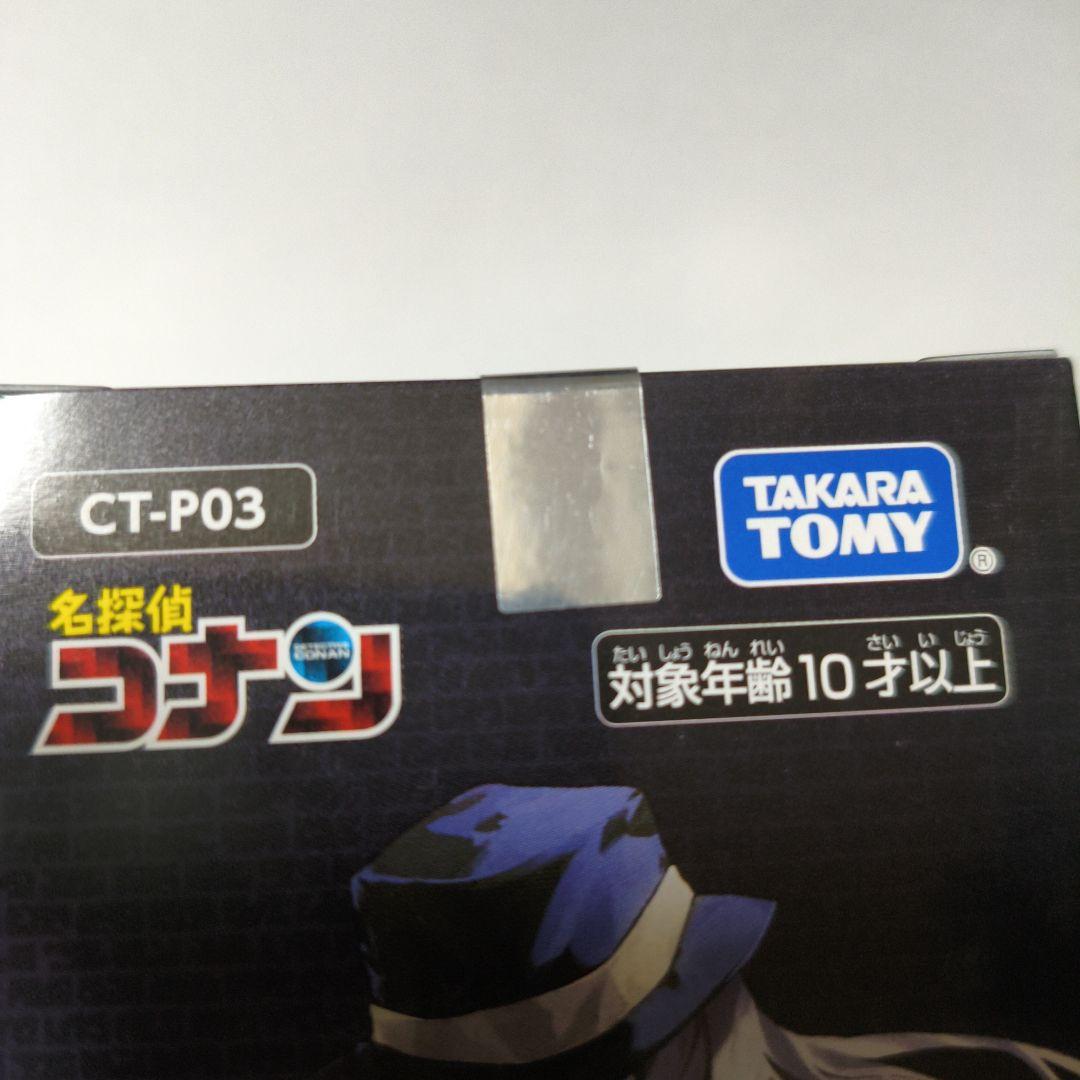 CT-P03
TAKARA
TOMY
®
名探偵
コナン
DETECTIVE
CONAN
たい しょう ねん れい さい い じょう
対象年齢10才以上